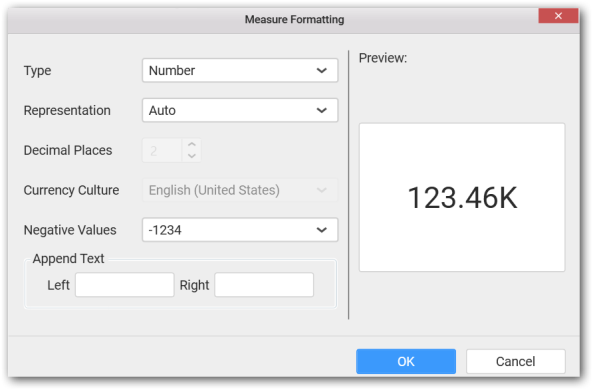 Measure Formatting
Type Number
Preview:
Representation Auto
Decimal Places 2
Currency Culture English (United States)
123.46K
Negative Values -1234
Append Text
Left Right
OK Cancel